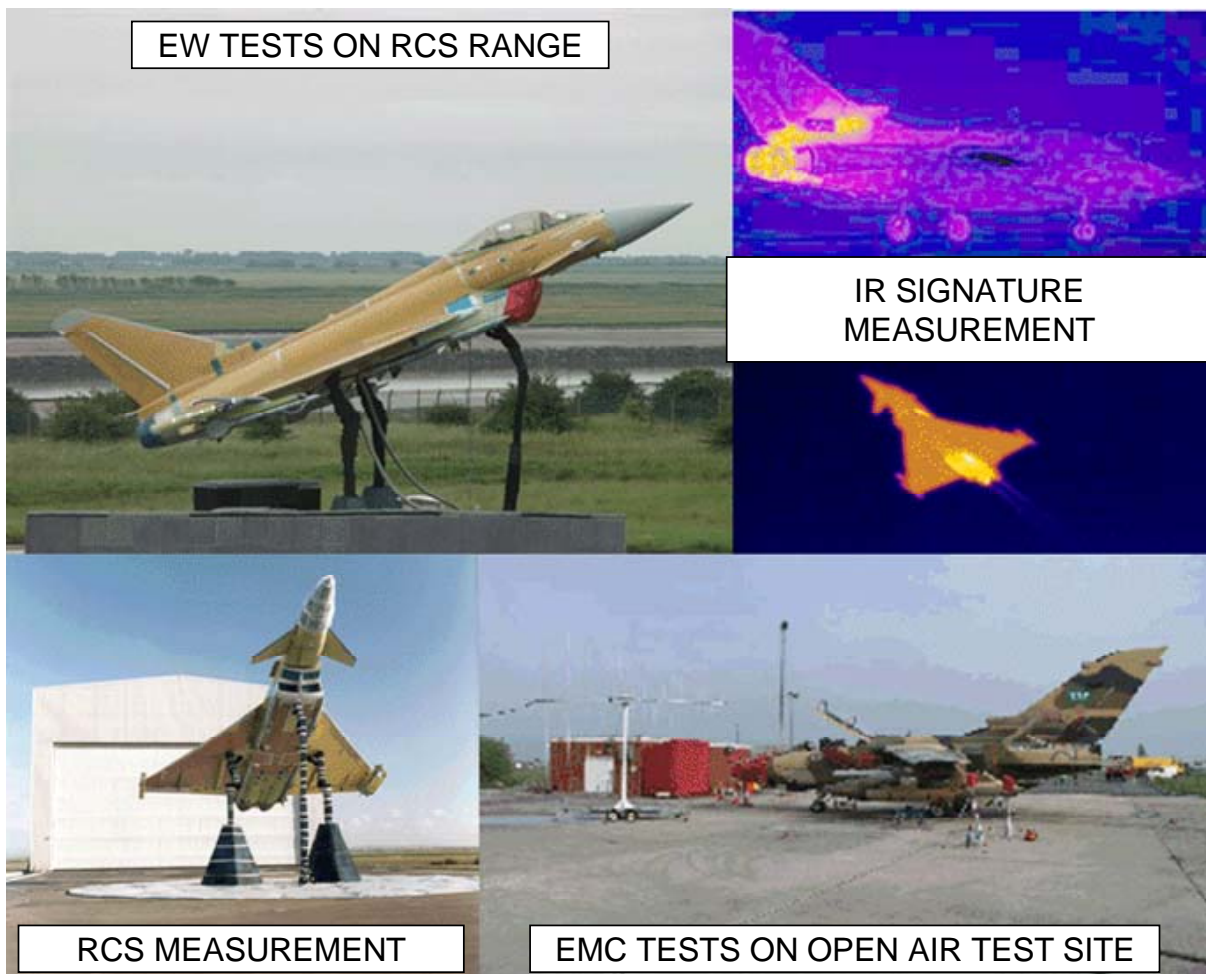 EW TESTS ON RCS RANGE
IR SIGNATURE
MEASUREMENT
RCS MEASUREMENT
EMC TESTS ON OPEN AIR TEST SITE